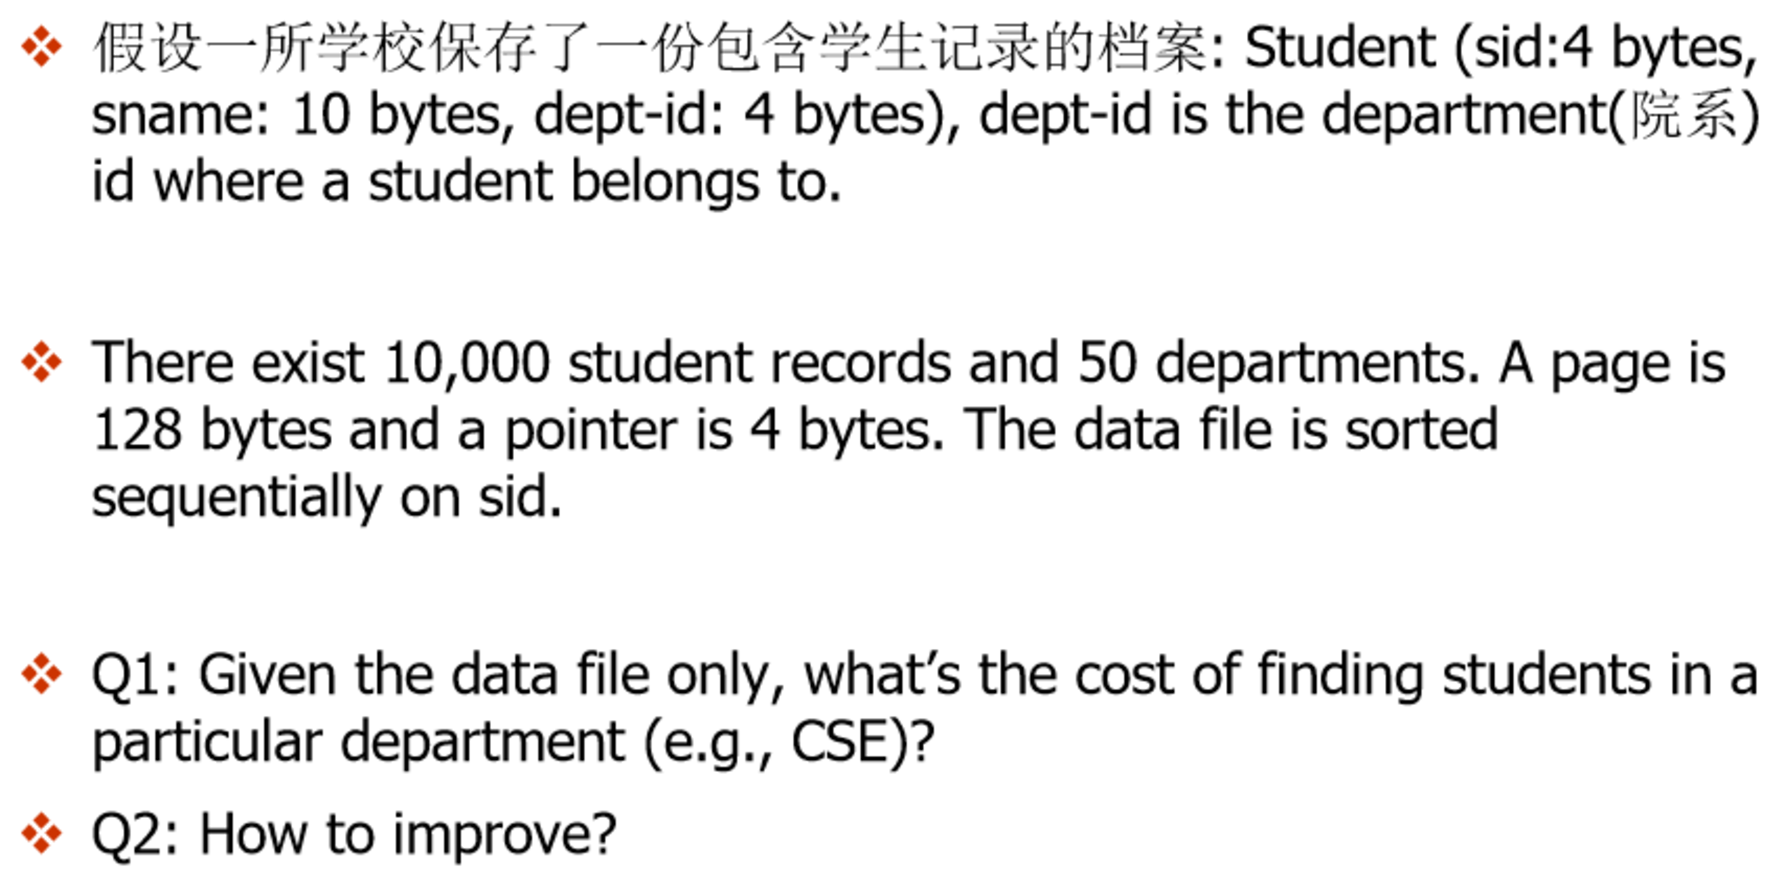 假设一所学校保存了一份包含学生记录的档案: Student (sid:4 bytes,
sname: 10 bytes, dept-id: 4 bytes), dept-id is the department(院系)
id where a student belongs to.
There exist 10,000 student records and 50 departments. A page is
128 bytes and a pointer is 4 bytes. The data file is sorted
sequentially on sid.
Q1: Given the data file only, what's the cost of finding students in a
particular department (e.g., CSE)?
Q2: How to improve?